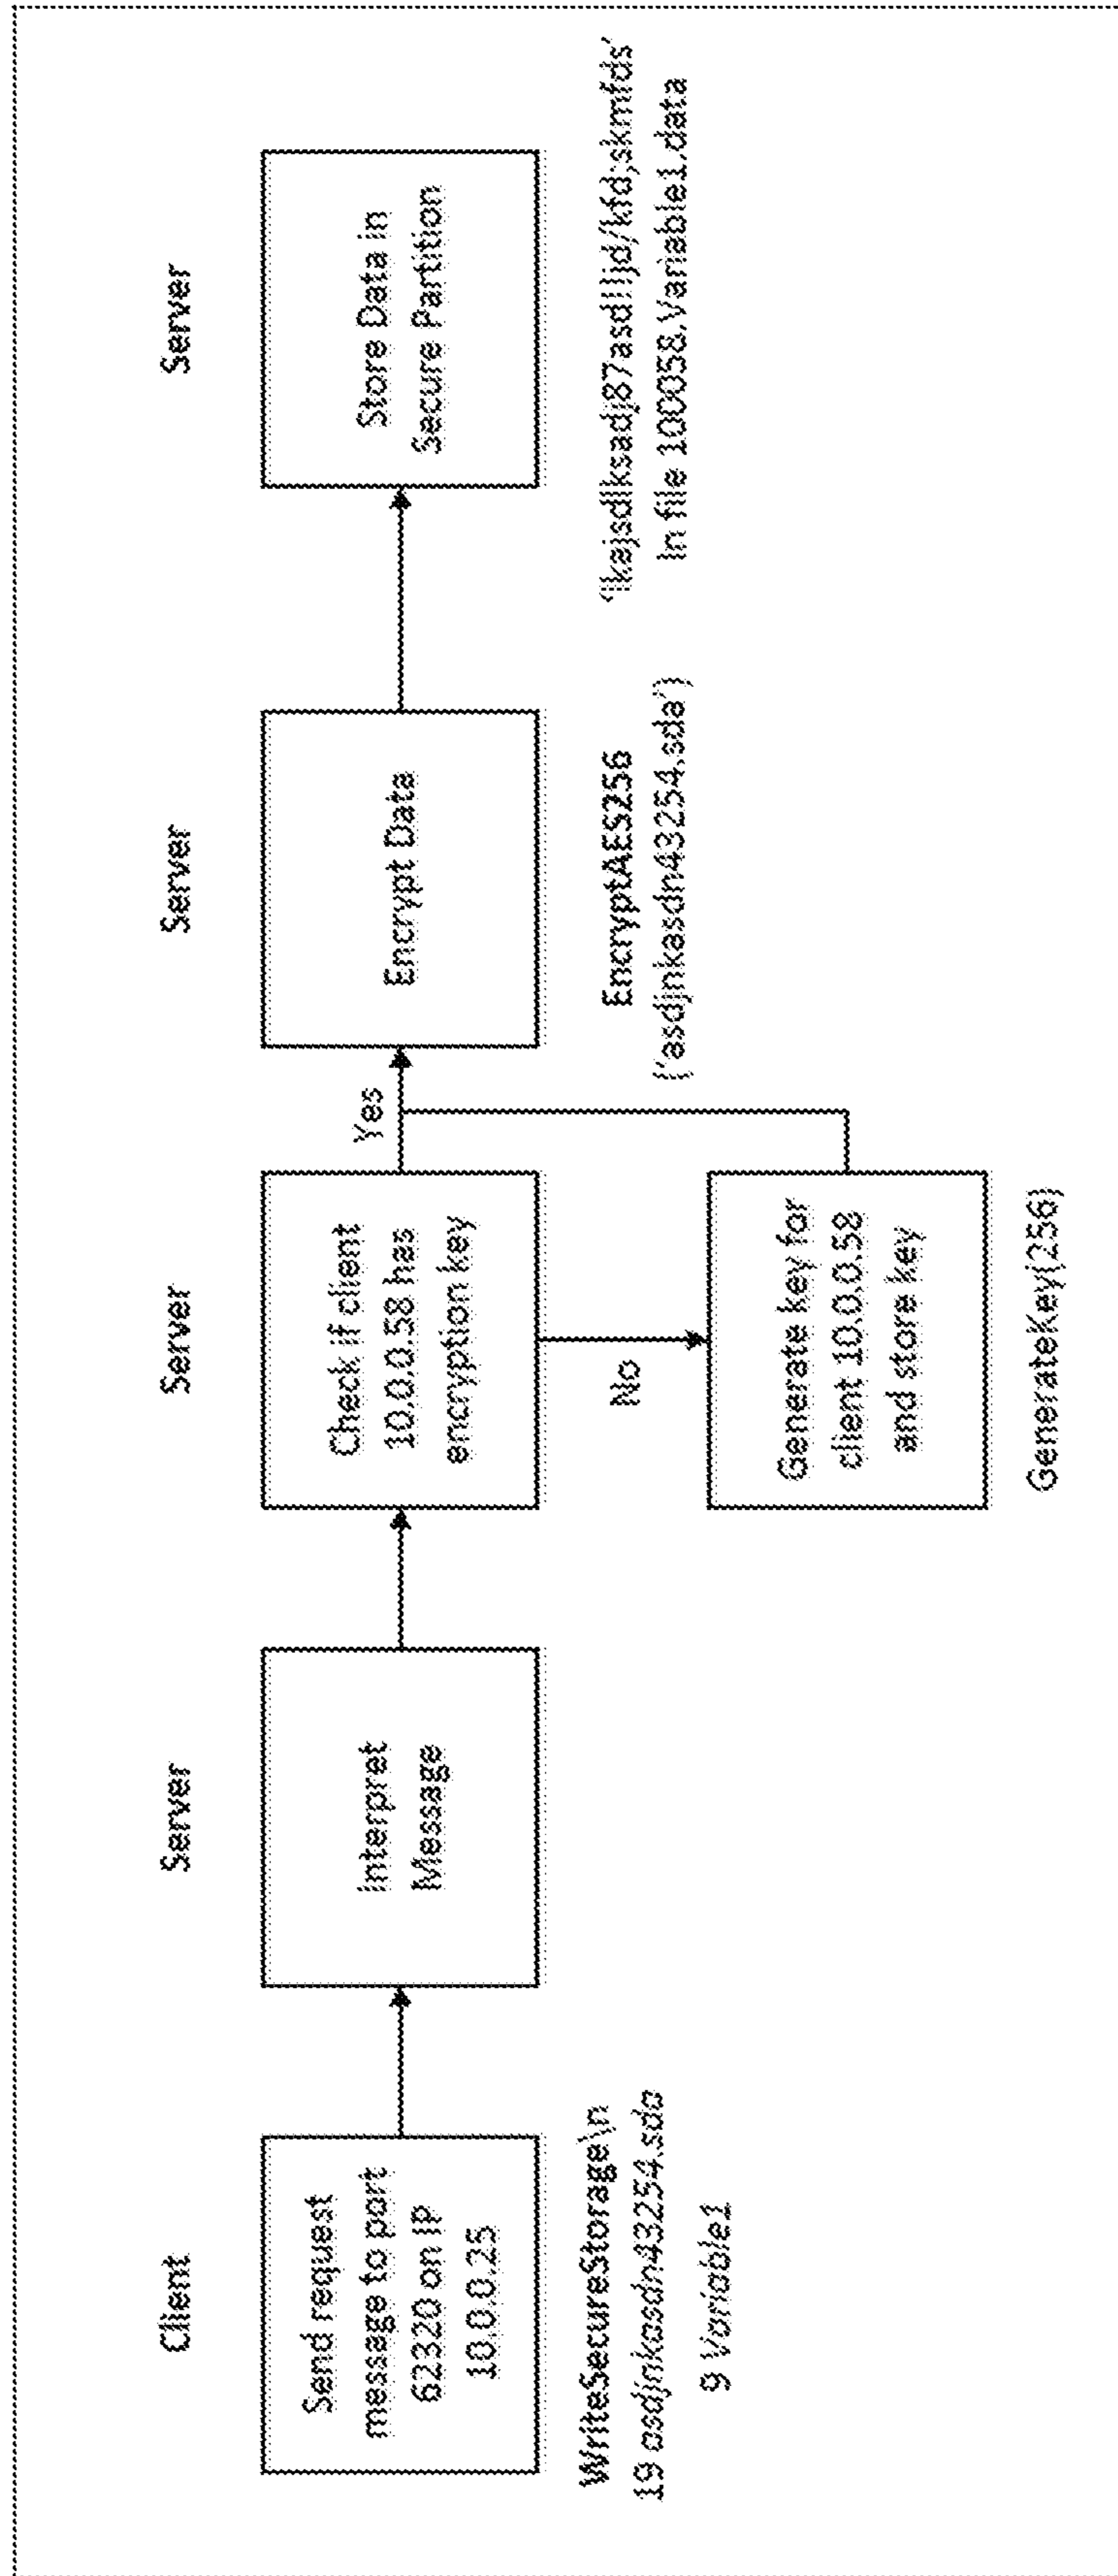 Client
Send request
message to port
62320 on IP
10.0.0.25
WriteSecureStorage\n
19 asdjnkasdn43254.sda
9 Variable1
Server
Interpret
Message
Server
Check if client
10.0.0.58 has
encryption key
Yes
No
Generate key for
client 10.0.0.58
and store key
GenerateKey(256)
Server
Encrypt Data
EncryptAES256
('asdjnkasdn43254.sda')
Server
Store Data in
Secure Partition
In file 100058.Variable1.data